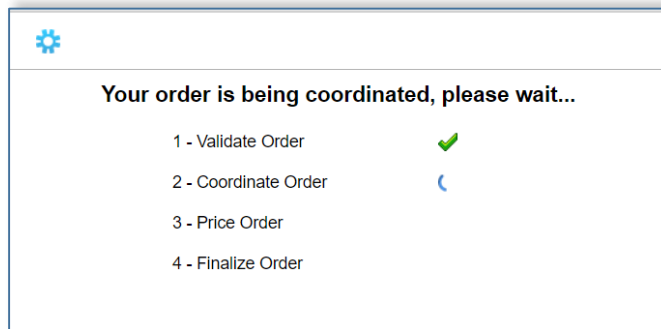 Your order is being coordinated, please wait...
1 - Validate Order
2 - Coordinate Order
3 - Price Order
4 - Finalize Order